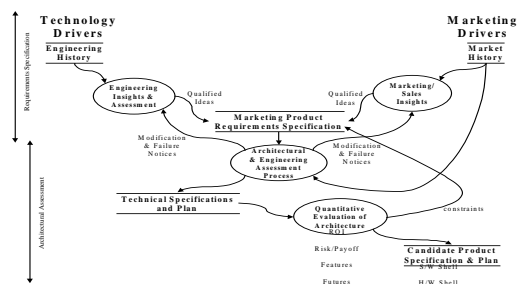 Technology
Drivers
Engineering
History
Marketing
Drivers
Market
History
Requirements Specification
Engineering
Insights &
Assessment
Qualified
Ideas
Qualified
Ideas
Marketing/
Sales
Insights
Marketing Product
Requirements Specification
Modification
& Failure
Notices
Architectural
& Engineering
Assessment
Process
Modification
& Failure
Notices
Architectural Assessment
Technical Specifications
and Plan
Quantitative
Evaluation of
Architecture
ROI
Risk/Payoff
Features
Futures
constraints
Candidate Product
Specification & Plan
S/W Shell
H/W Shell